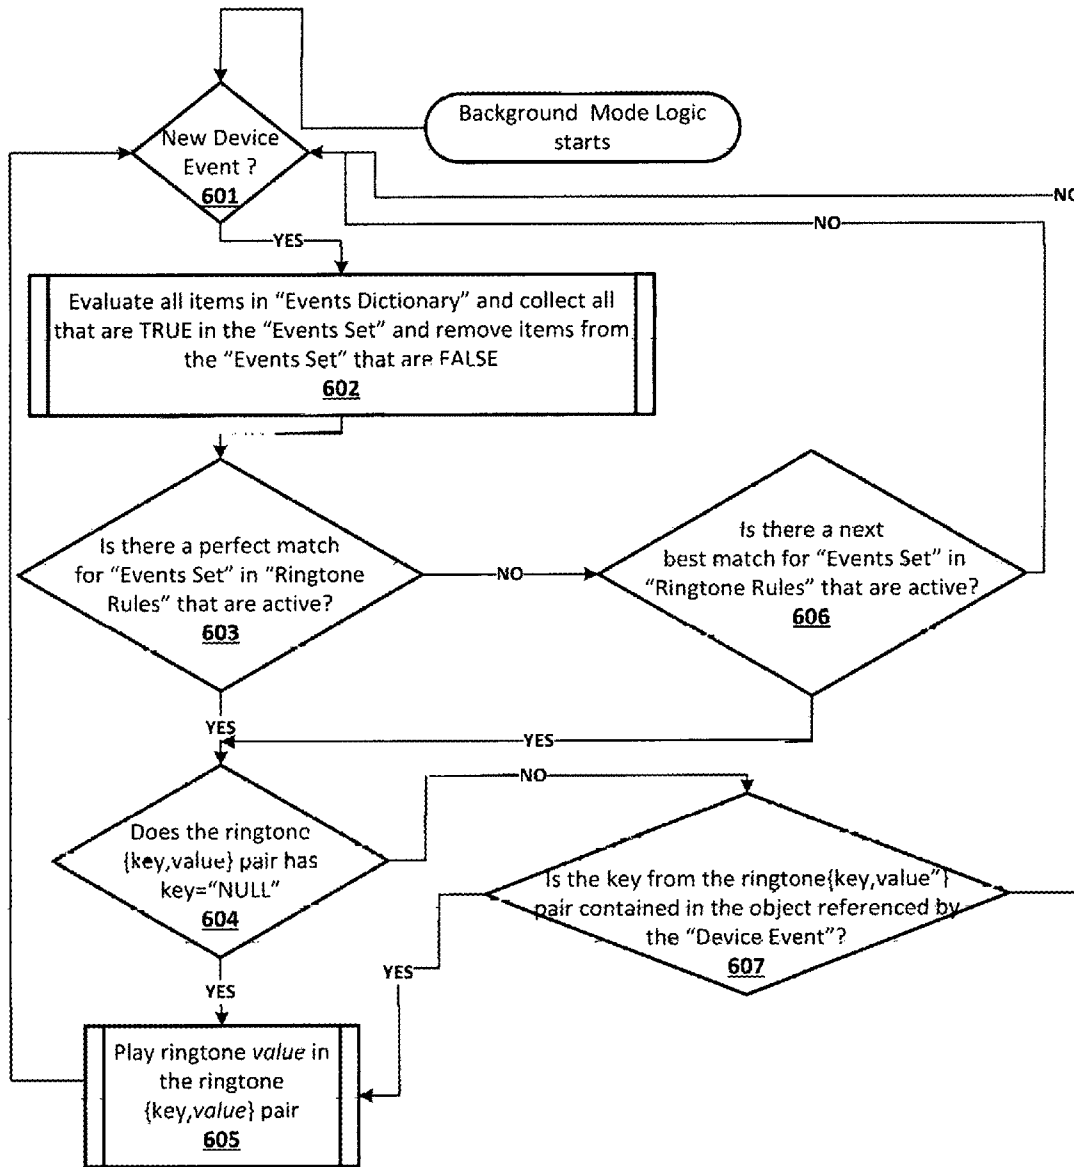 Background Mode Logic
starts
New Device
Event ?
601
NO
NO
YES
Evaluate all items in “Events Dictionary” and collect all
that are TRUE in the “Events Set” and remove items from
the “Events Set” that are FALSE
602
Is there a perfect match
for “Events Set” in “Ringtone
Rules” that are active?
603
NO
Is there a next
best match for “Events Set” in
“Ringtone Rules” that are active?
606
YES
YES
NO
Does the ringtone
{key,value} pair has
key=“NULL”
604
Is the key from the ringtone{key,value”}
pair contained in the object referenced by
the “Device Event”?
607
YES
YES
Play ringtone value in
the ringtone
{key,value} pair
605